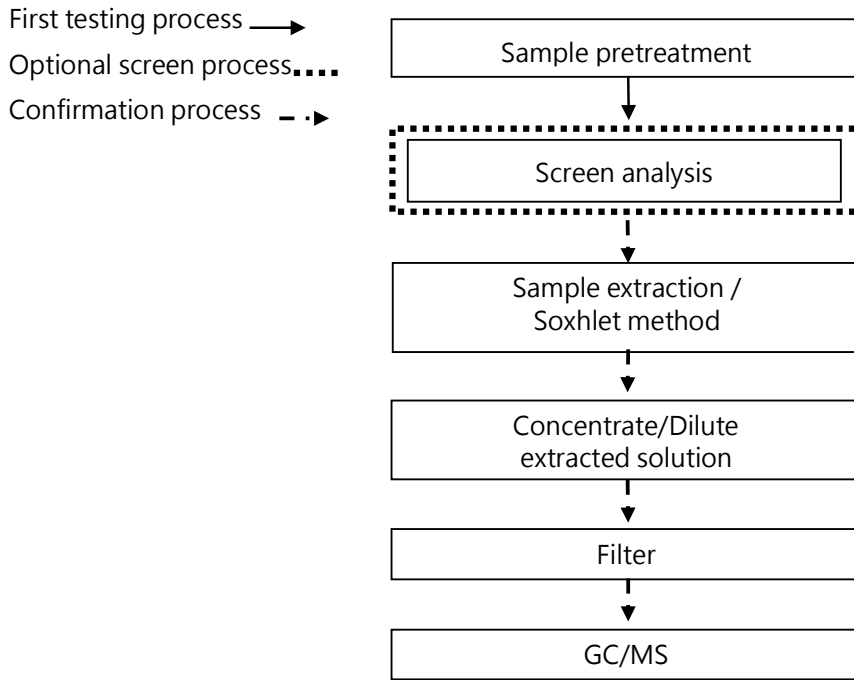 First testing process
Optional screen process
Confirmation process
Sample pretreatment
Screen analysis
Sample extraction /
Soxhlet method
Concentrate/Dilute
extracted solution
Filter
GC/MS